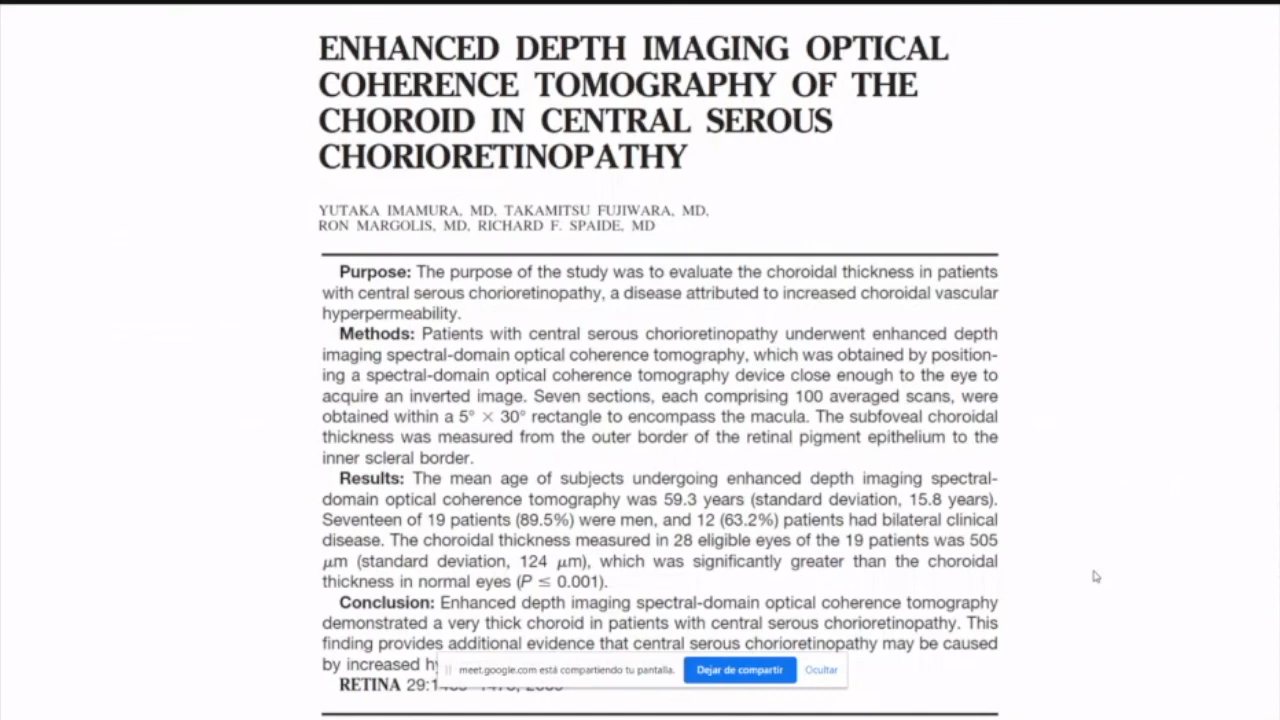 ENHANCED DEPTH IMAGING OPTICAL
COHERENCE TOMOGRAPHY OF THE
CHOROID IN CENTRAL SEROUS
CHORIORETINOPATHY
YUTAKA IMAMURA, MD, TAKAMITSU FUJIWARA, MD,
RON MARGOLIS, MD, RICHARD F. SPAIDE, MD
Purpose: The purpose of the study was to evaluate the choroidal thickness in patients
with central serous chorioretinopathy, a disease attributed to increased choroidal vascular
hyperpermeability.
Methods: Patients with central serous chorioretinopathy underwent enhanced depth
imaging spectral-domain optical coherence tomography, which was obtained by position-
ing a spectral-domain optical coherence tomography device close enough to the eye to
acquire an inverted image. Seven sections, each comprising 100 averaged scans, were
obtained within a 5° × 30° rectangle to encompass the macula. The subfoveal choroidal
thickness was measured from the outer border of the retinal pigment epithelium to the
inner scleral border.
Results: The mean age of subjects undergoing enhanced depth imaging spectral-
domain optical coherence tomography was 59.3 years (standard deviation, 15.8 years).
Seventeen of 19 patients (89.5%) were men, and 12 (63.2%) patients had bilateral clinical
disease. The choroidal thickness measured in 28 eligible eyes of the 19 patients was 505
μm (standard deviation, 124 μm), which was significantly greater than the choroidal
thickness in normal eyes (P ≤ 0.001).
Conclusion: Enhanced depth imaging spectral-domain optical coherence tomography
demonstrated a very thick choroid in patients with central serous chorioretinopathy. This
finding provides additional evidence that central serous chorioretinopathy may be caused
by increased
meet.google.com está compartiendo tu pantalla. Dejar de compartir Ocultar
RETINA